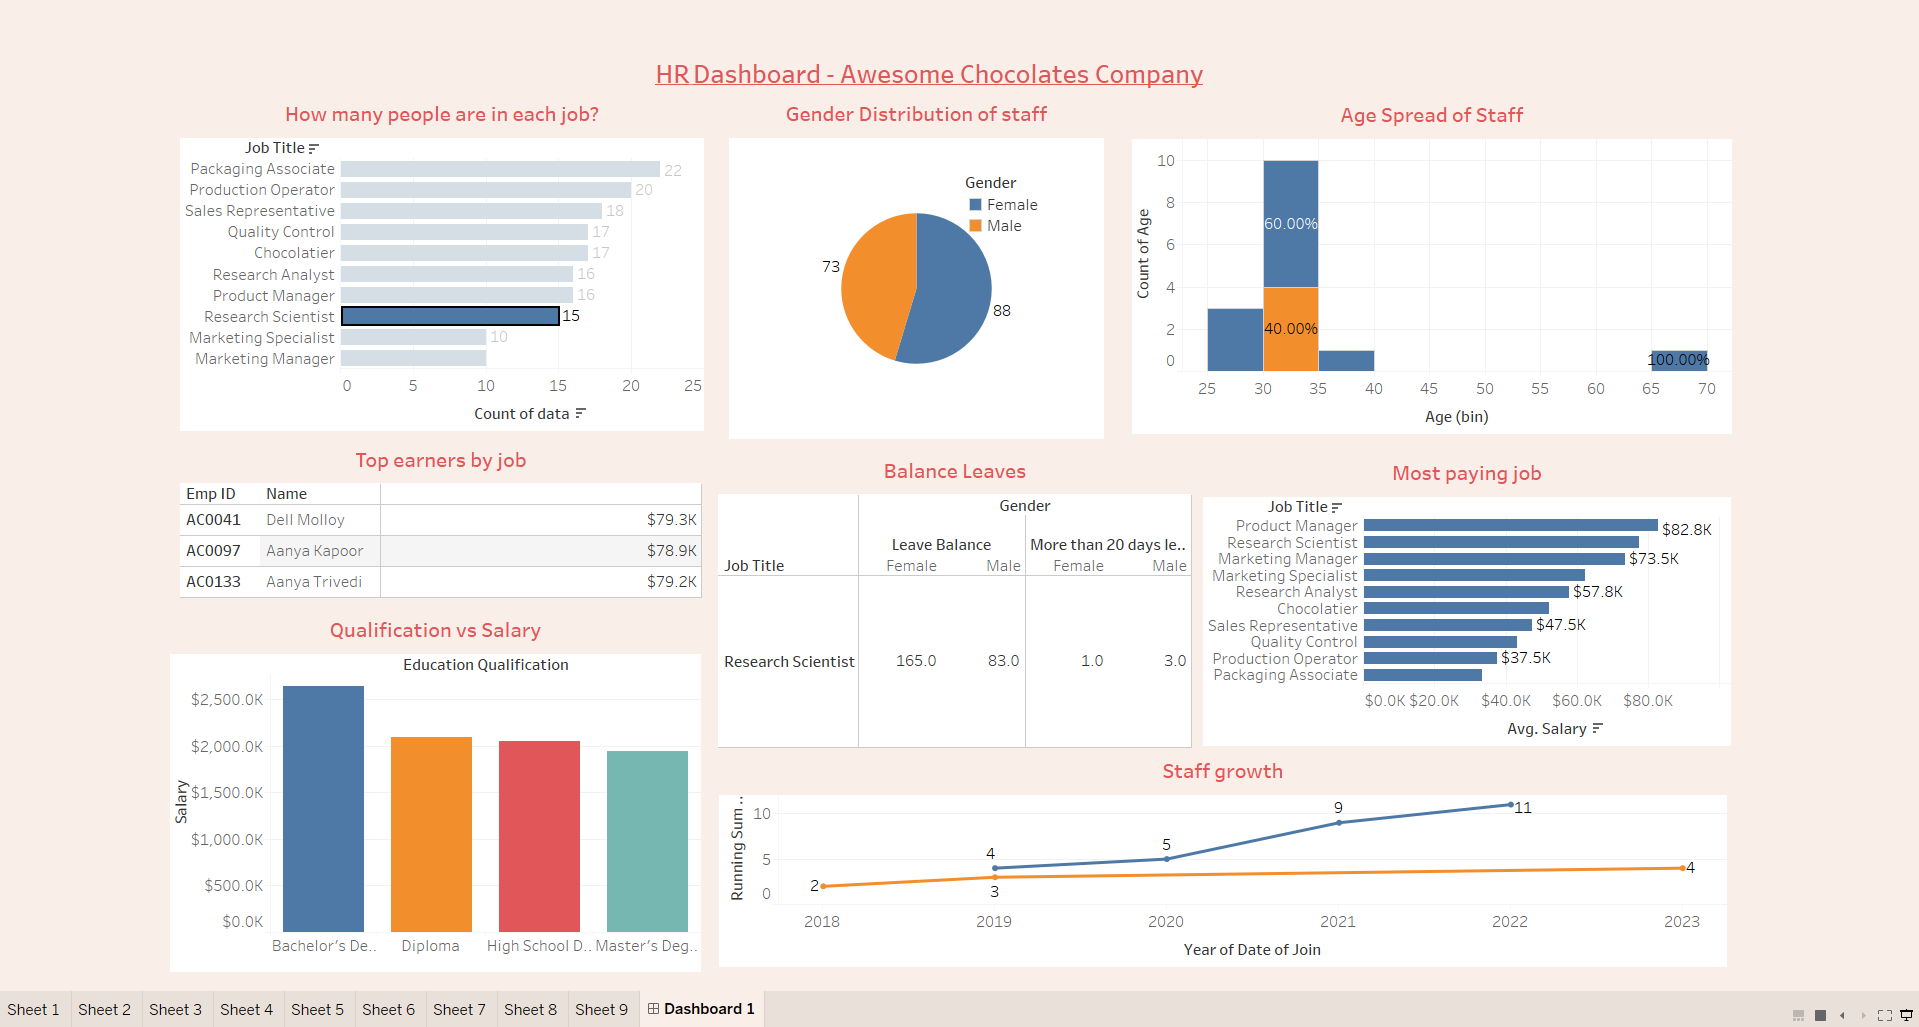 HR Dashboard - Awesome Chocolates Company
How many people are in each job?
Job Title
Packaging Associate 22
Production Operator 20
Sales Representative 18
Quality Control 17
Chocolatier 17
Research Analyst 16
Product Manager 16
Research Scientist 15
Marketing Specialist 10
Marketing Manager
0 5 10 15 20 25
Count of data
Gender Distribution of staff
Gender
Female
Male
73
88
Age Spread of Staff
Count of Age
10
8
6
4
2
0
60.00%
40.00%
100.00%
25 30 35 40 45 50 55 60 65 70
Age (bin)
Top earners by job
Emp ID Name
AC0041 Dell Molloy $79.3K
AC0097 Aanya Kapoor $78.9K
AC0133 Aanya Trivedi $79.2K
Balance Leaves
Gender
Leave Balance More than 20 days le..
Job Title Female Male Female Male
Research Scientist 165.0 83.0 1.0 3.0
Most paying job
Job Title
Product Manager $82.8K
Research Scientist
Marketing Manager $73.5K
Marketing Specialist
Research Analyst $57.8K
Chocolatier
Sales Representative $47.5K
Quality Control
Production Operator $37.5K
Packaging Associate
$0.0K $20.0K $40.0K $60.0K $80.0K
Avg. Salary
Qualification vs Salary
Education Qualification
Salary
$2,500.0K
$2,000.0K
$1,500.0K
$1,000.0K
$500.0K
$0.0K
Bachelor's De.. Diploma High School D.. Master's Deg..
Staff growth
Running Sum ..
10
5
0
2
4
3
5
9
11
4
2018 2019 2020 2021 2022 2023
Year of Date of Join
Sheet 1 Sheet 2 Sheet 3 Sheet 4 Sheet 5 Sheet 6 Sheet 7 Sheet 8 Sheet 9 Dashboard 1